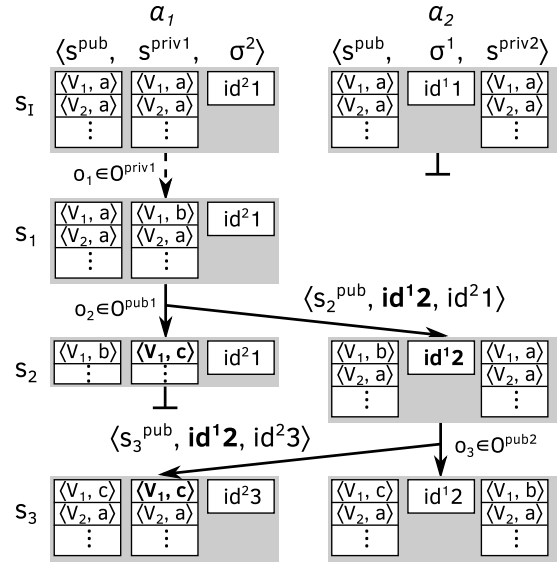 α₁ α₂
⟨s^pub, s^priv1, σ²⟩ ⟨s^pub, σ¹, s^priv2⟩
s_I ⟨V₁, a⟩ ⟨V₁, a⟩ id²1 ⟨V₁, a⟩ id¹1 ⟨V₁, a⟩
⟨V₂, a⟩ ⟨V₂, a⟩ ⟨V₂, a⟩ ⟨V₂, a⟩
⋮ ⋮ ⋮ ⋮
o₁∈O^priv1
s₁ ⟨V₁, a⟩ ⟨V₁, b⟩ id²1
⟨V₂, a⟩ ⟨V₂, a⟩
⋮ ⋮
o₂∈O^pub1 ⟨s₂^pub, id¹2, id²1⟩
s₂ ⟨V₁, b⟩ ⟨V₁, c⟩ id²1 ⟨V₁, b⟩ id¹2 ⟨V₁, a⟩
⋮ ⋮ ⟨V₂, a⟩ ⟨V₂, a⟩
⋮ ⋮
⟨s₃^pub, id¹2, id²3⟩ o₃∈O^pub2
s₃ ⟨V₁, c⟩ ⟨V₁, c⟩ id²3 ⟨V₁, c⟩ id¹2 ⟨V₁, b⟩
⟨V₂, a⟩ ⟨V₂, a⟩ ⟨V₂, a⟩ ⟨V₂, a⟩
⋮ ⋮ ⋮ ⋮